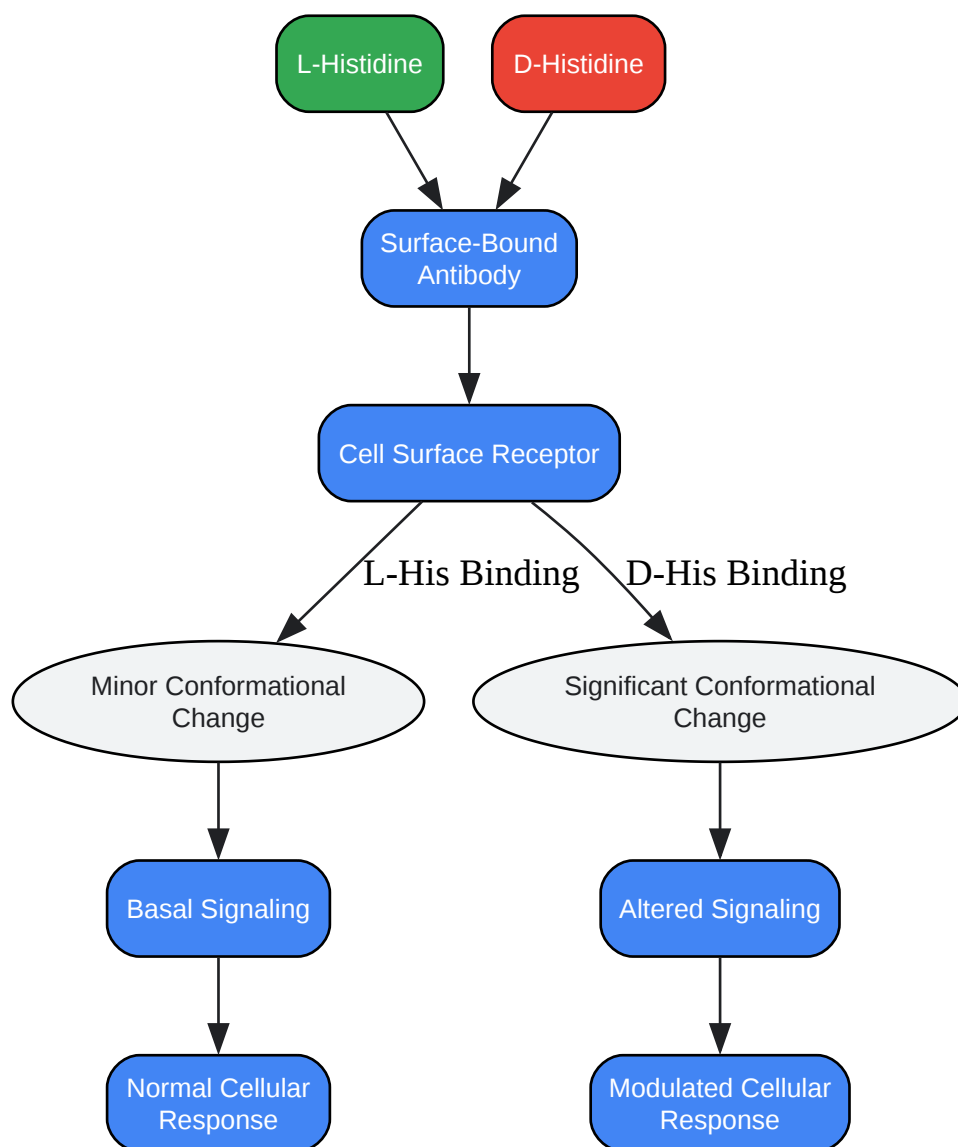 L-Histidine
D-Histidine
Surface-Bound
Antibody
Cell Surface Receptor
L-His Binding
D-His Binding
Minor Conformational
Change
Significant Conformational
Change
Basal Signaling
Altered Signaling
Normal Cellular
Response
Modulated Cellular
Response